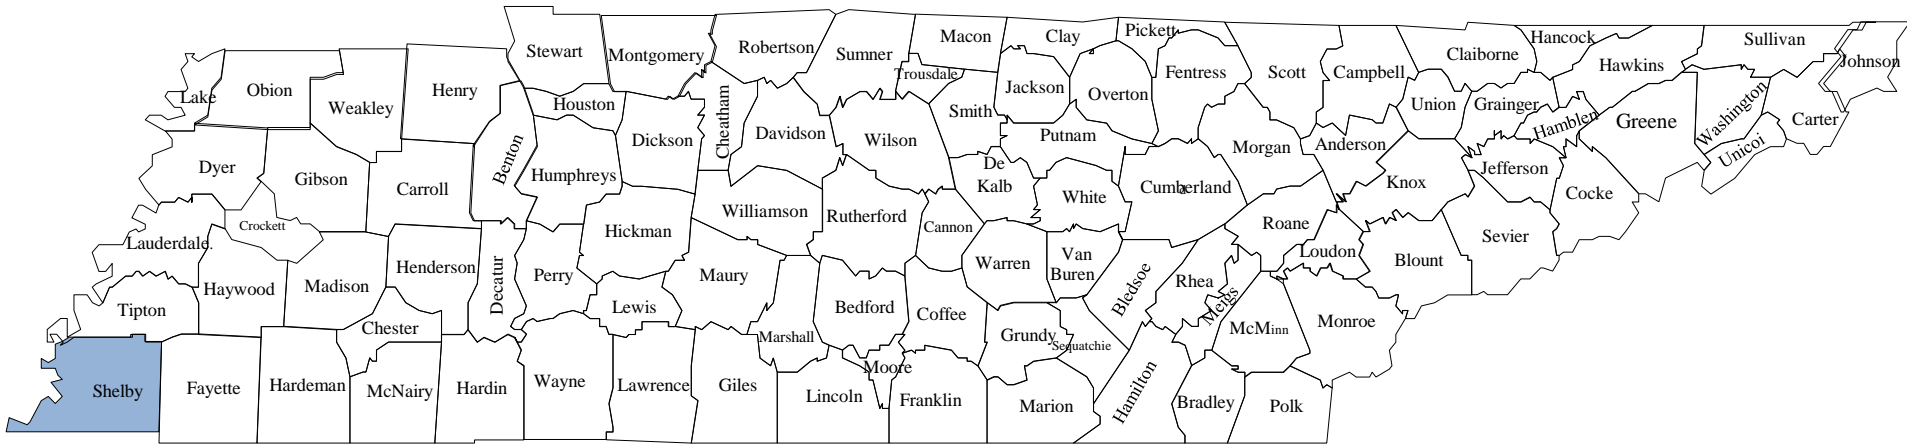 Stewart
Montgomery
Robertson
Sumner
Macon
Clay
Pickett
Fentress
Scott
Campbell
Claiborne
Hancock
Hawkins
Sullivan
Johnson
Lake
Obion
Weakley
Henry
Houston
Dickson
Cheatham
Davidson
Wilson
Trousdale
Smith
Jackson
Overton
Putnam
Morgan
Anderson
Union
Grainger
Hamblen
Greene
Washington
Unicoi
Carter
Dyer
Gibson
Carroll
Benton
Humphreys
Williamson
Rutherford
Cannon
De
Kalb
White
Cumberland
Roane
Knox
Jefferson
Cocke
Sevier
Lauderdale.
Crockett
Haywood
Madison
Henderson
Decatur
Perry
Hickman
Lewis
Maury
Bedford
Coffee
Warren
Van
Buren
Bledsoe
Rhea
Meigs
Loudon
Blount
Monroe
McMinn
Tipton
Chester
Marshall
Moore
Grundy
Sequatchie
Shelby
Fayette
Hardeman
McNairy
Hardin
Wayne
Lawrence
Giles
Lincoln
Franklin
Marion
Hamilton
Bradley
Polk